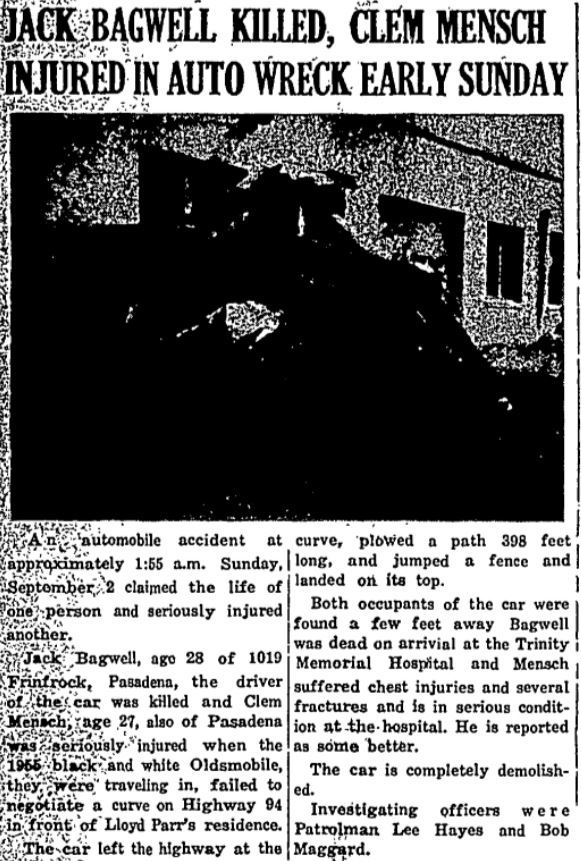 JACK BAGWELL KILLED, CLEM MENSCH
INJURED IN AUTO WRECK EARLY SUNDAY
An automobile accident at
approximately 1:55 a.m. Sunday,
September 2 claimed the life of
one person and seriously injured
another.
Jack Bagwell, age 28 of 1019
Frinfrock, Pasadena, the driver
of the car was killed and Clem
Mensch, age 27, also of Pasadena
was seriously injured when the
1955 black and white Oldsmobile,
they were traveling in, failed to
negotiate a curve on Highway 94
in front of Lloyd Parr's residence.
The car left the highway at the
curve, plowed a path 398 feet
long, and jumped a fence and
landed on its top.
Both occupants of the car were
found a few feet away Bagwell
was dead on arrival at the Trinity
Memorial Hospital and Mensch
suffered chest injuries and several
fractures and is in serious condit-
ion at the hospital. He is reported
as some better.
The car is completely demolish-
ed.
Investigating officers were
Patrolman Lee Hayes and Bob
Maggard.